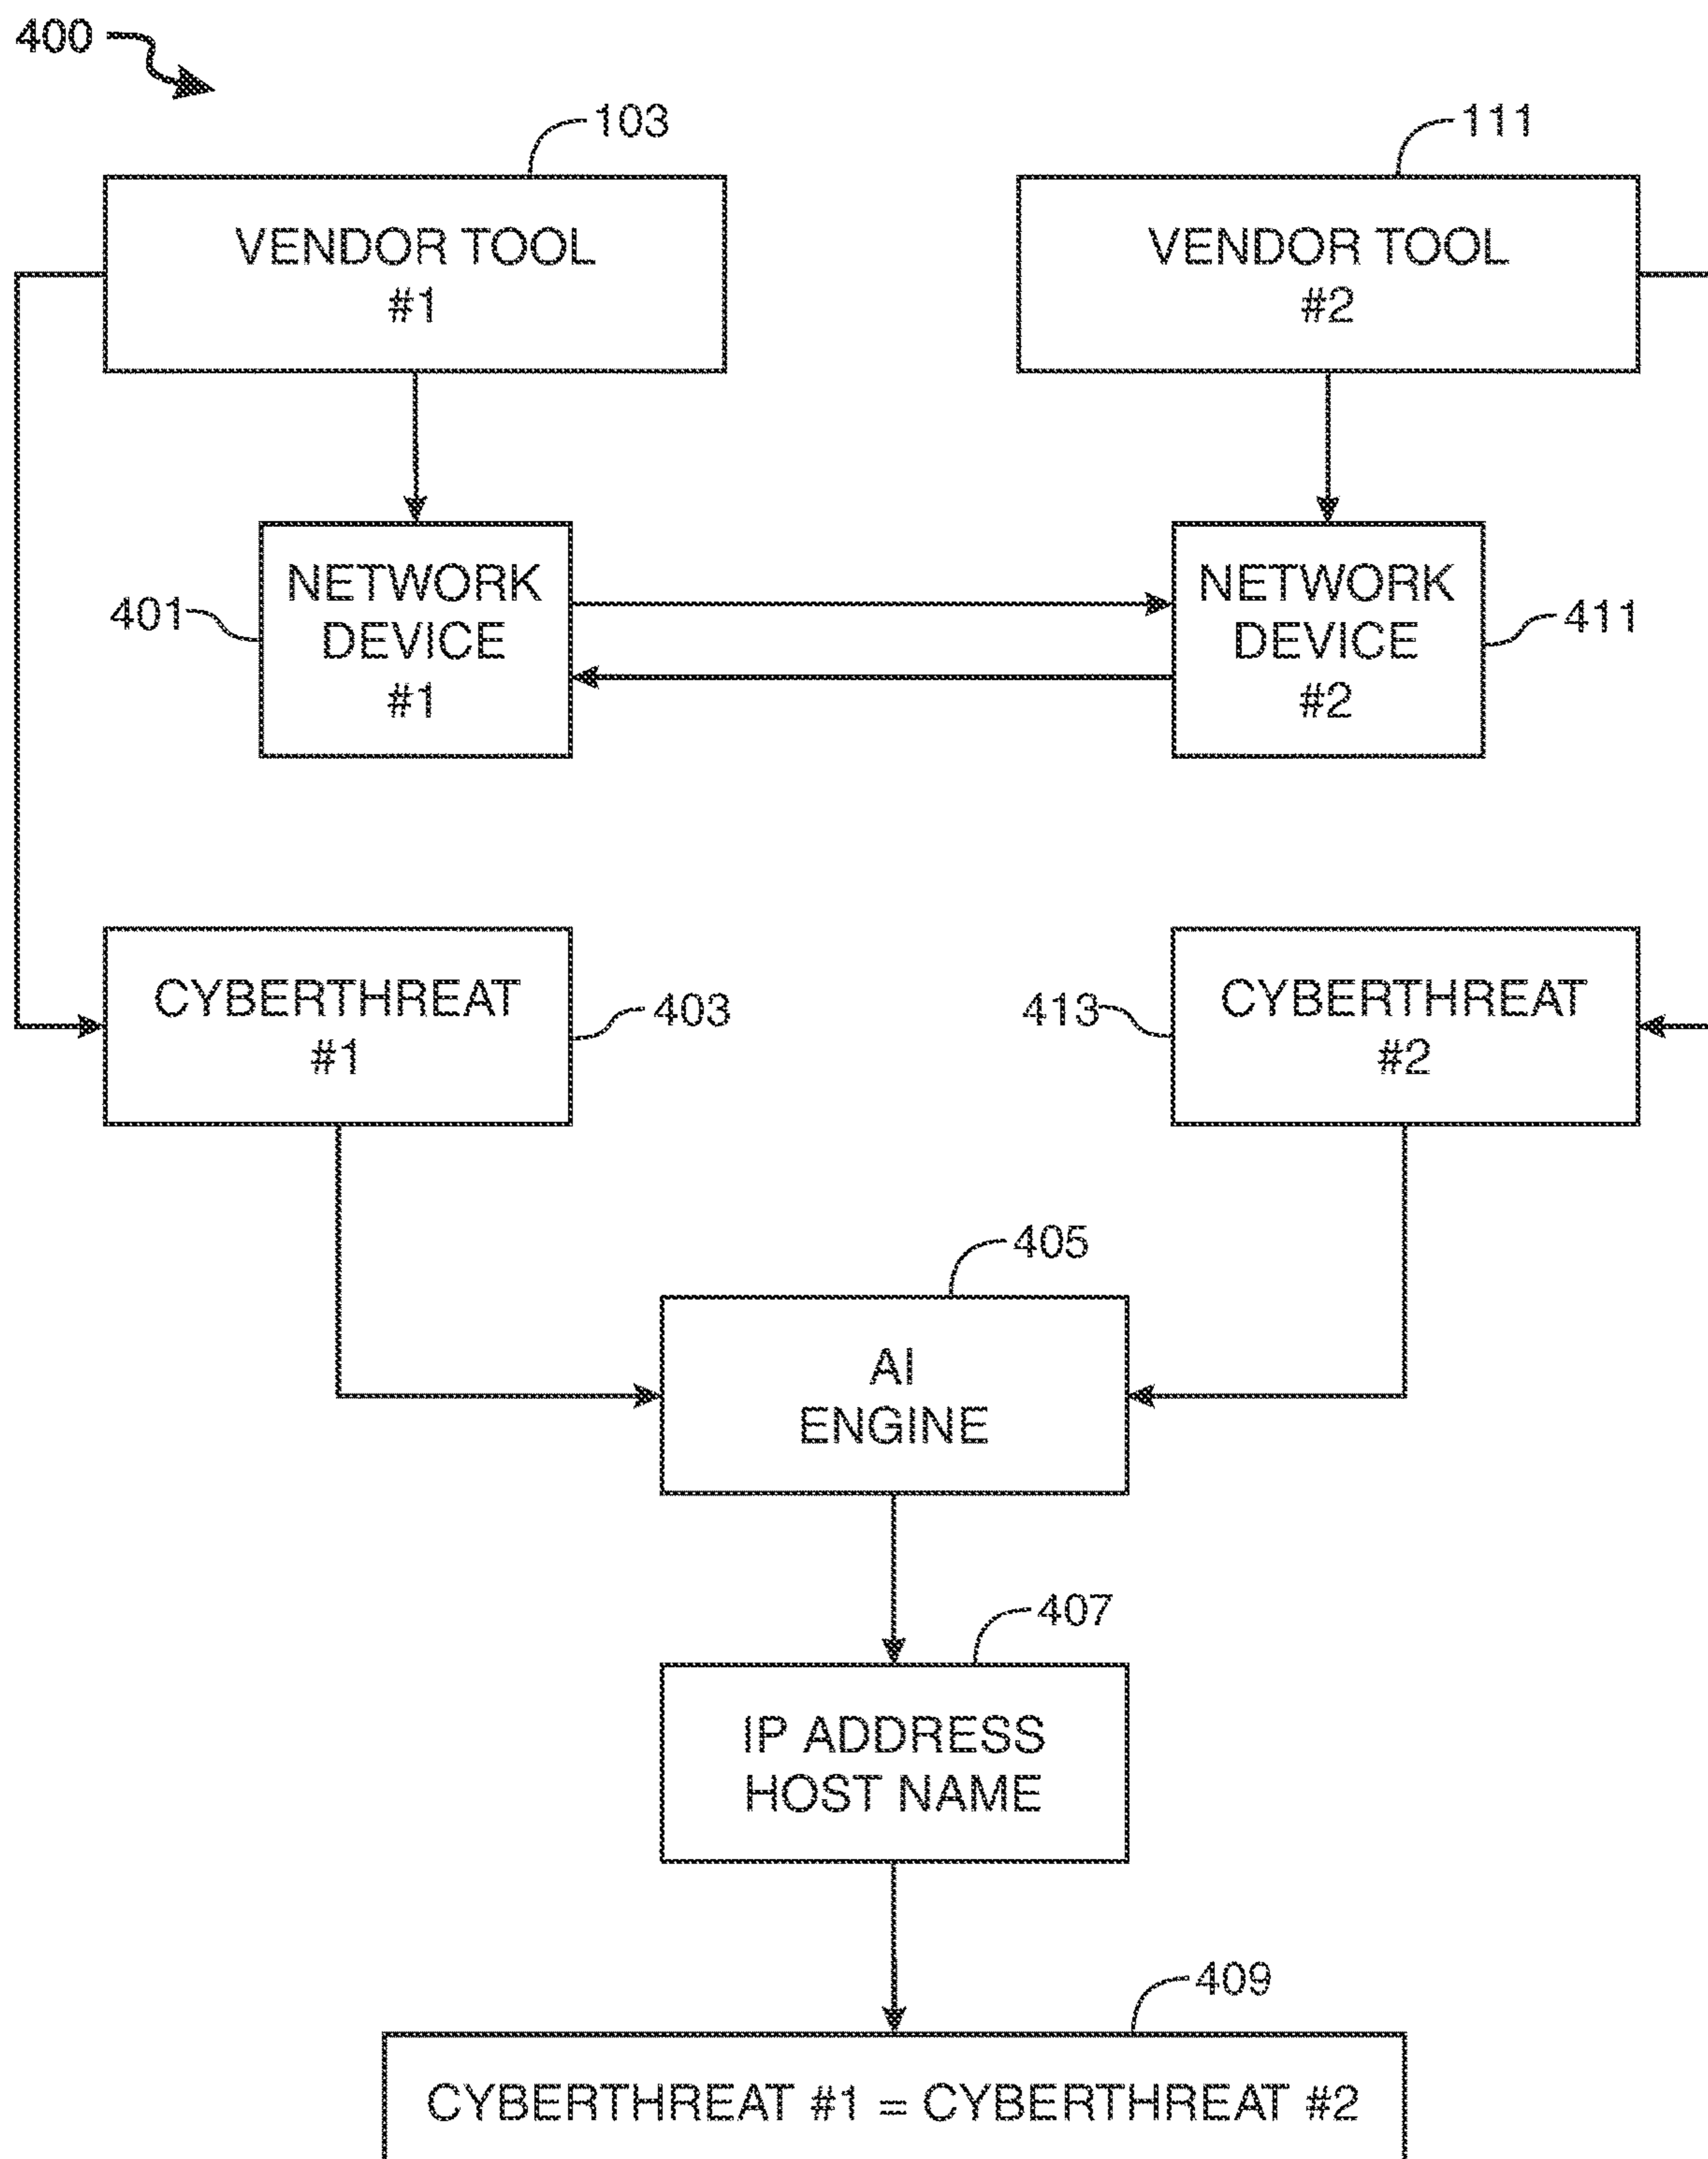 400
103
111
VENDOR TOOL
#1
VENDOR TOOL
#2
NETWORK
DEVICE
#1
401
NETWORK
DEVICE
#2
411
CYBERTHREAT
#1
403
413
CYBERTHREAT
#2
405
AI
ENGINE
407
IP ADDRESS
HOST NAME
409
CYBERTHREAT #1 = CYBERTHREAT #2